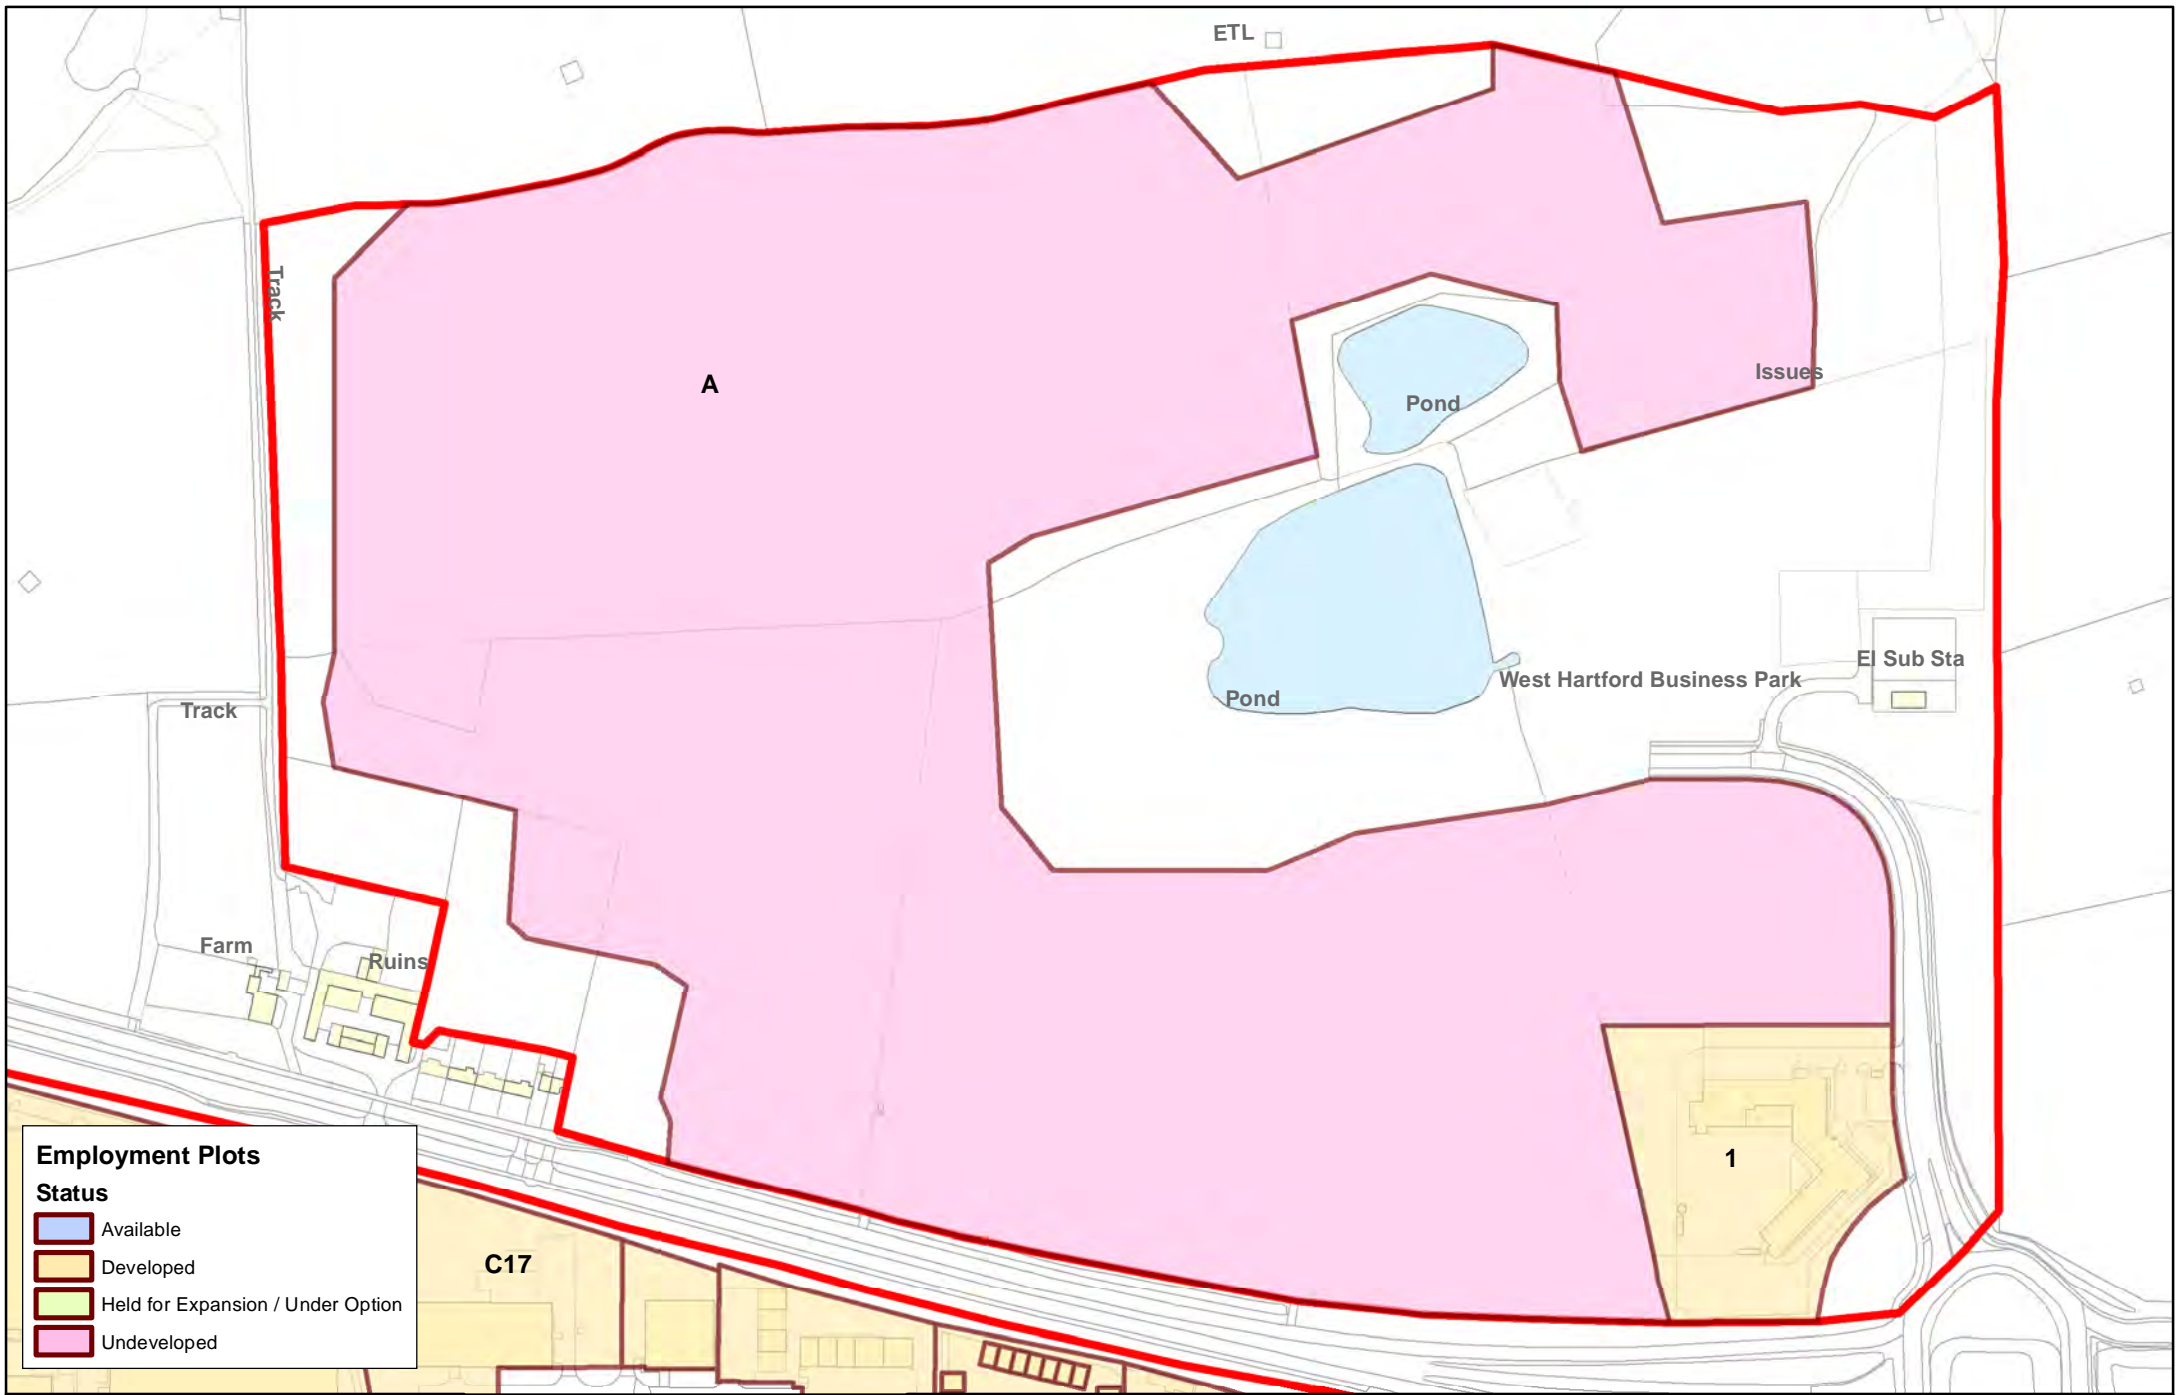 ETL
Track
A
Issues
Pond
El Sub Sta
West Hartford Business Park
Pond
Track
Farm
Ruins
1
C17
Employment Plots
Status
Available
Developed
Held for Expansion / Under Option
Undeveloped